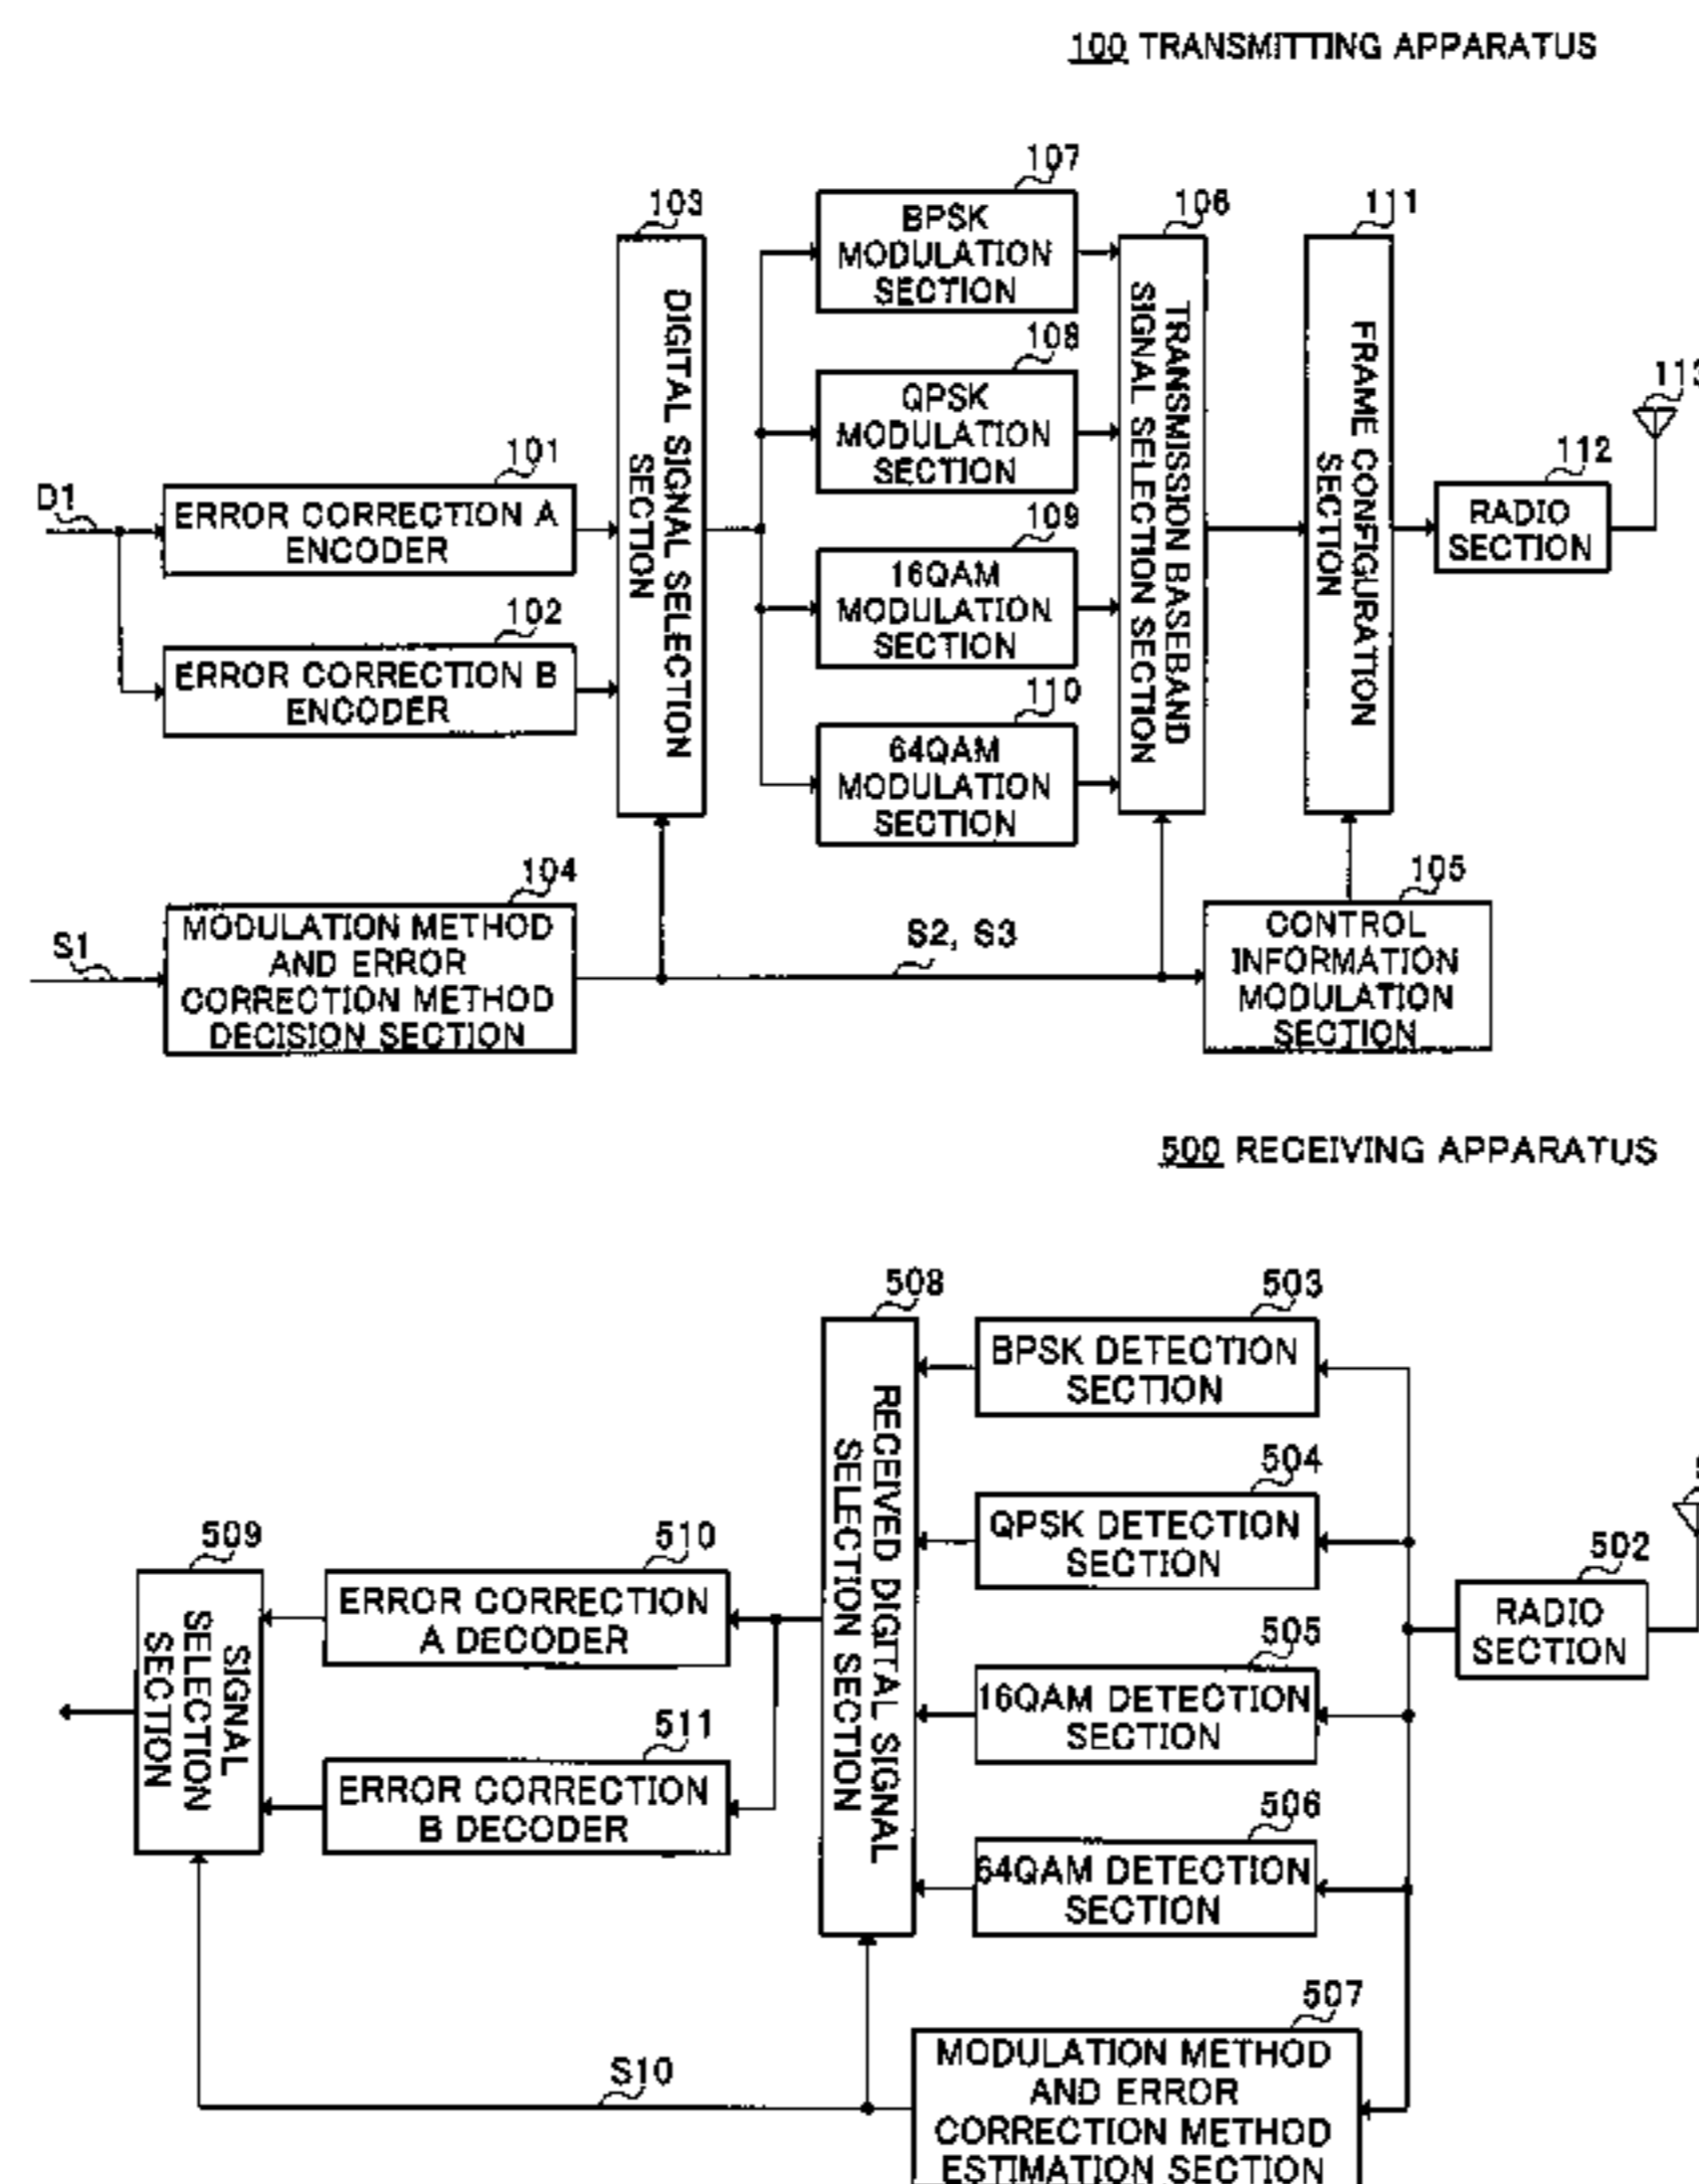 100 TRANSMITTING APPARATUS
107
BPSK
MODULATION
SECTION
103
DIGITAL SIGNAL SELECTION
SECTION
106
TRANSMISSION BASEBAND
SIGNAL SELECTION SECTION
111
FRAME CONFIGURATION
SECTION
108
QPSK
MODULATION
SECTION
113
D1
101
ERROR CORRECTION A
ENCODER
112
RADIO
SECTION
109
16QAM
MODULATION
SECTION
102
ERROR CORRECTION B
ENCODER
110
64QAM
MODULATION
SECTION
S1
104
MODULATION METHOD
AND ERROR
CORRECTION METHOD
DECISION SECTION
S2, S3
105
CONTROL
INFORMATION
MODULATION
SECTION
500 RECEIVING APPARATUS
508
RECEIVED DIGITAL SIGNAL
SELECTION SECTION
503
BPSK DETECTION
SECTION
504
QPSK DETECTION
SECTION
509
SIGNAL
SELECTION
SECTION
510
ERROR CORRECTION
A DECODER
502
RADIO
SECTION
505
16QAM DETECTION
SECTION
511
ERROR CORRECTION
B DECODER
506
64QAM DETECTION
SECTION
507
MODULATION METHOD
AND ERROR
CORRECTION METHOD
ESTIMATION SECTION
S10